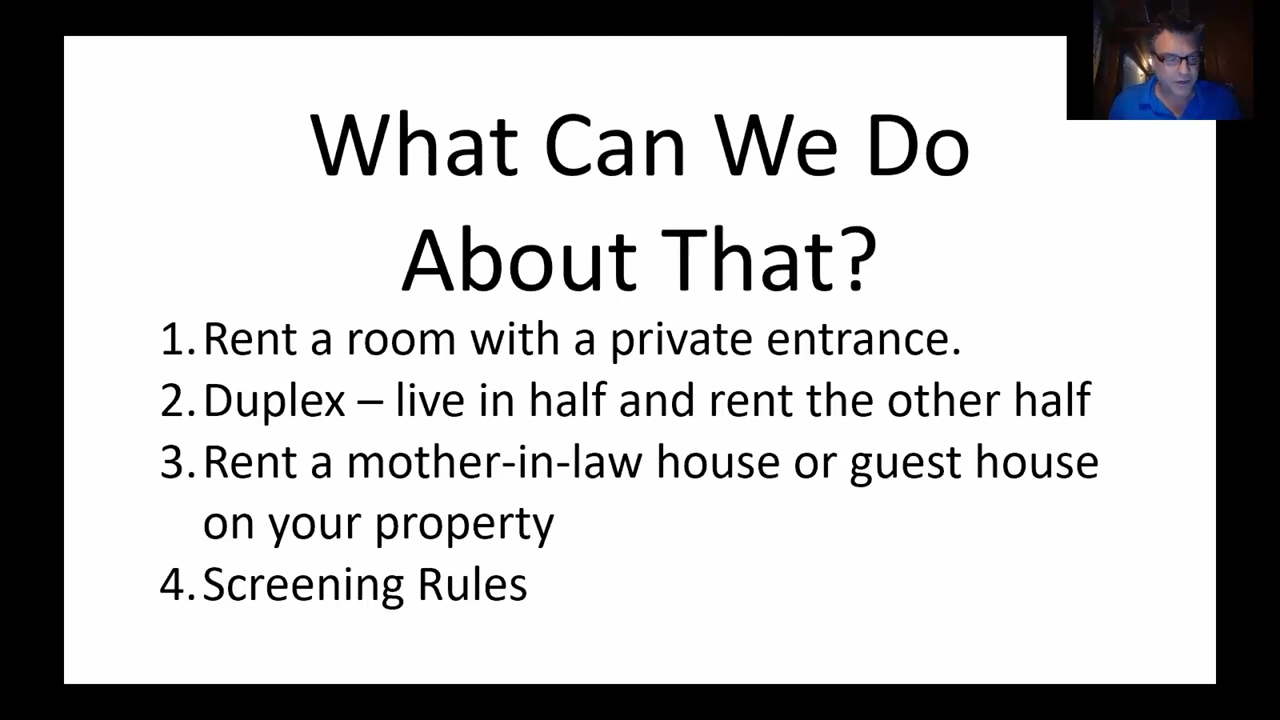 What Can We Do
About That?
1. Rent a room with a private entrance.
2. Duplex – live in half and rent the other half
3. Rent a mother-in-law house or guest house
on your property
4. Screening Rules